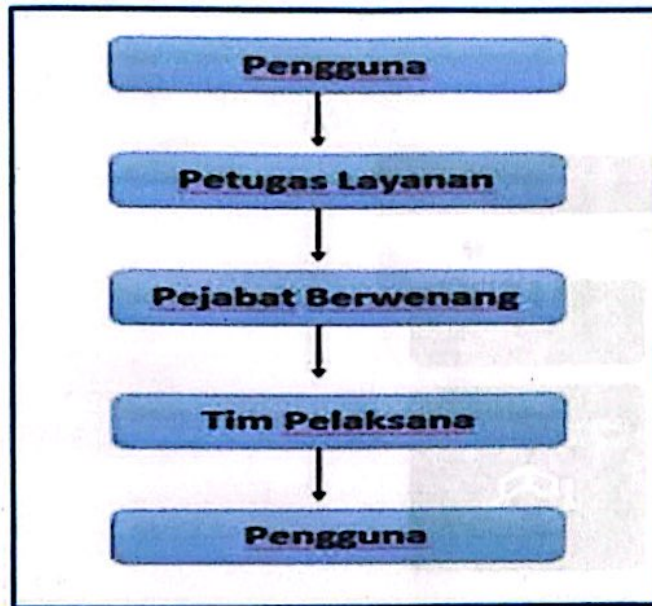 Pengguna
Petugas Layanan
Pejabat Berwenang
Tim Pelaksana
Pengguna